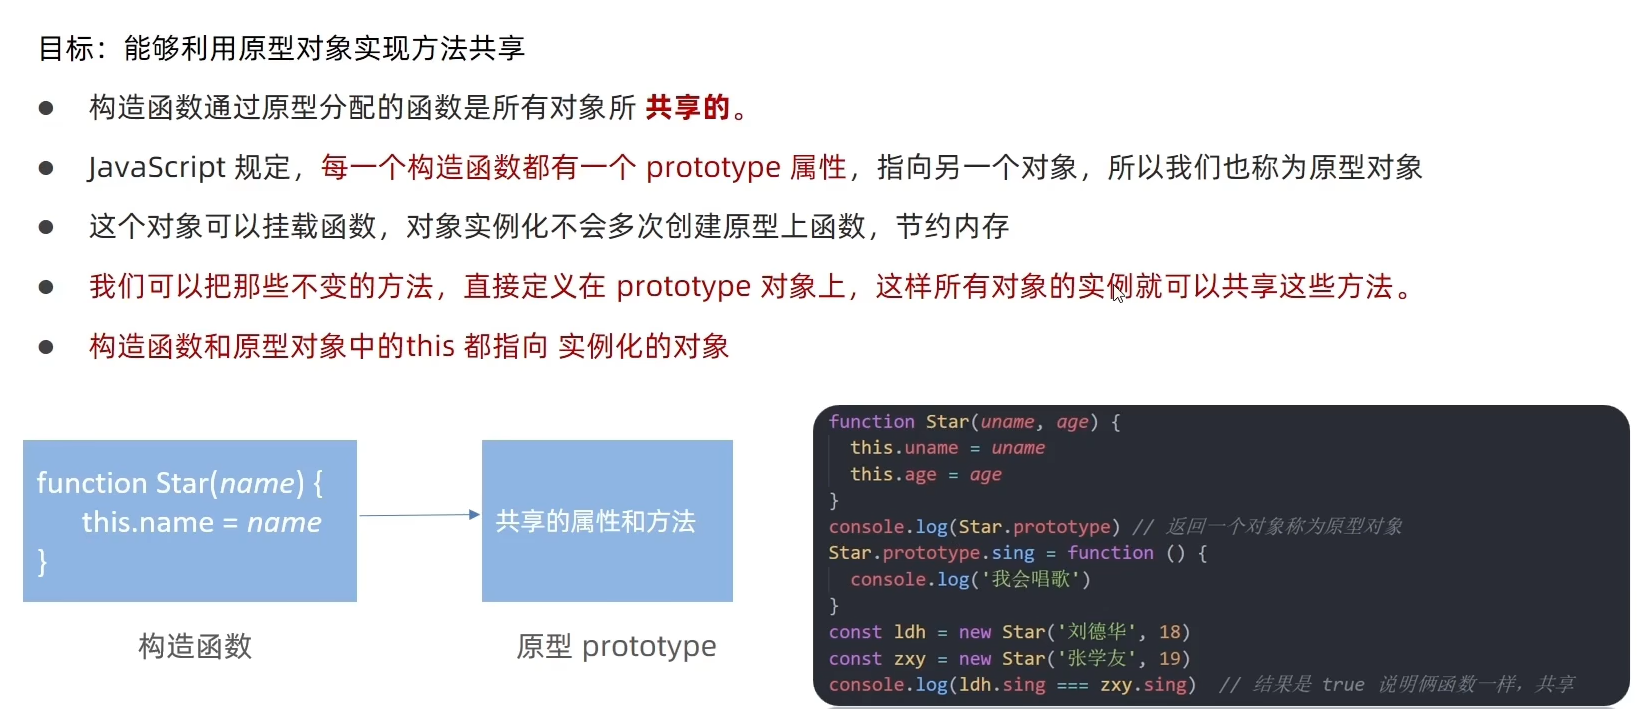 目标：能够利用原型对象实现方法共享
● 构造函数通过原型分配的函数是所有对象所 共享的。
● JavaScript 规定，每一个构造函数都有一个 prototype 属性，指向另一个对象，所以我们也称为原型对象
● 这个对象可以挂载函数，对象实例化不会多次创建原型上函数，节约内存
● 我们可以把那些不变的方法，直接定义在 prototype 对象上，这样所有对象的实例就可以共享这些方法。
● 构造函数和原型对象中的this 都指向 实例化的对象
function Star(name) {
this.name = name
}
构造函数
共享的属性和方法
原型 prototype
function Star(uname, age) {
this.uname = uname
this.age = age
}
console.log(Star.prototype) // 返回一个对象称为原型对象
Star.prototype.sing = function () {
console.log('我会唱歌')
}
const ldh = new Star('刘德华', 18)
const zxy = new Star('张学友', 19)
console.log(ldh.sing === zxy.sing) // 结果是 true 说明俩函数一样，共享